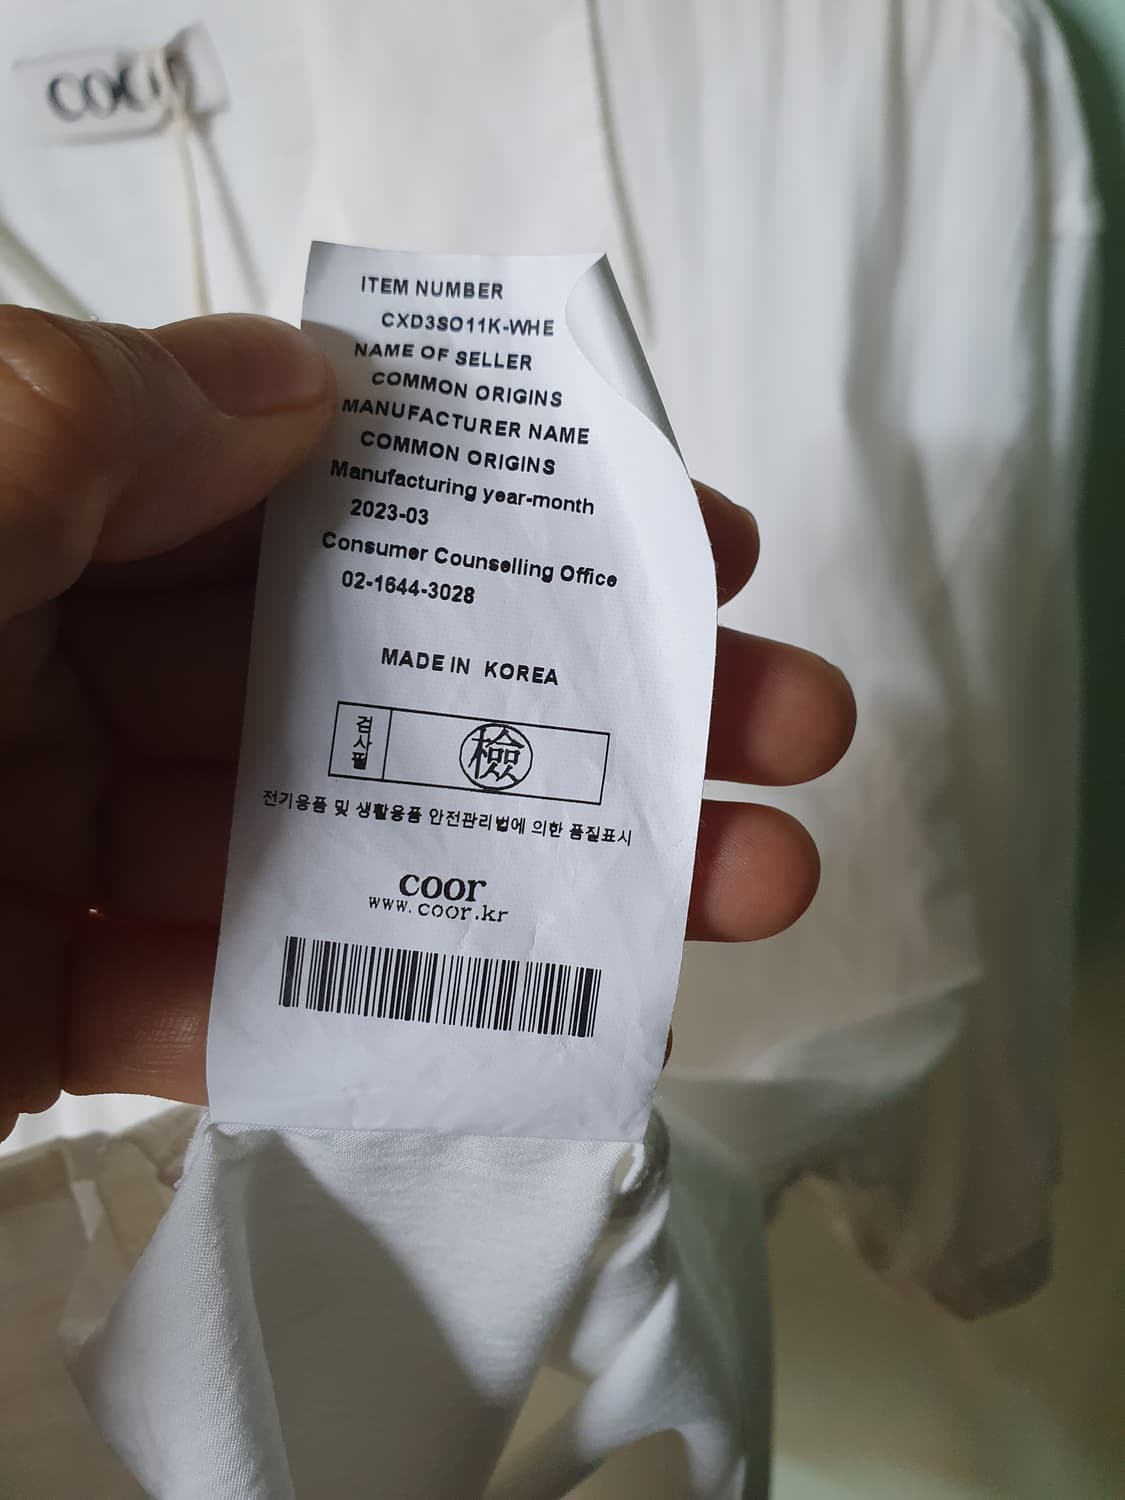 coor
ITEM NUMBER
CXD3SO11K-WHE
NAME OF SELLER
COMMON ORIGINS
MANUFACTURER NAME
COMMON ORIGINS
Manufacturing year-month
2023-03
Consumer Counselling Office
02-1644-3028
MADE IN KOREA
검사필
檢
전기용품 및 생활용품 안전관리법에 의한 품질표시
coor
www.coor.kr